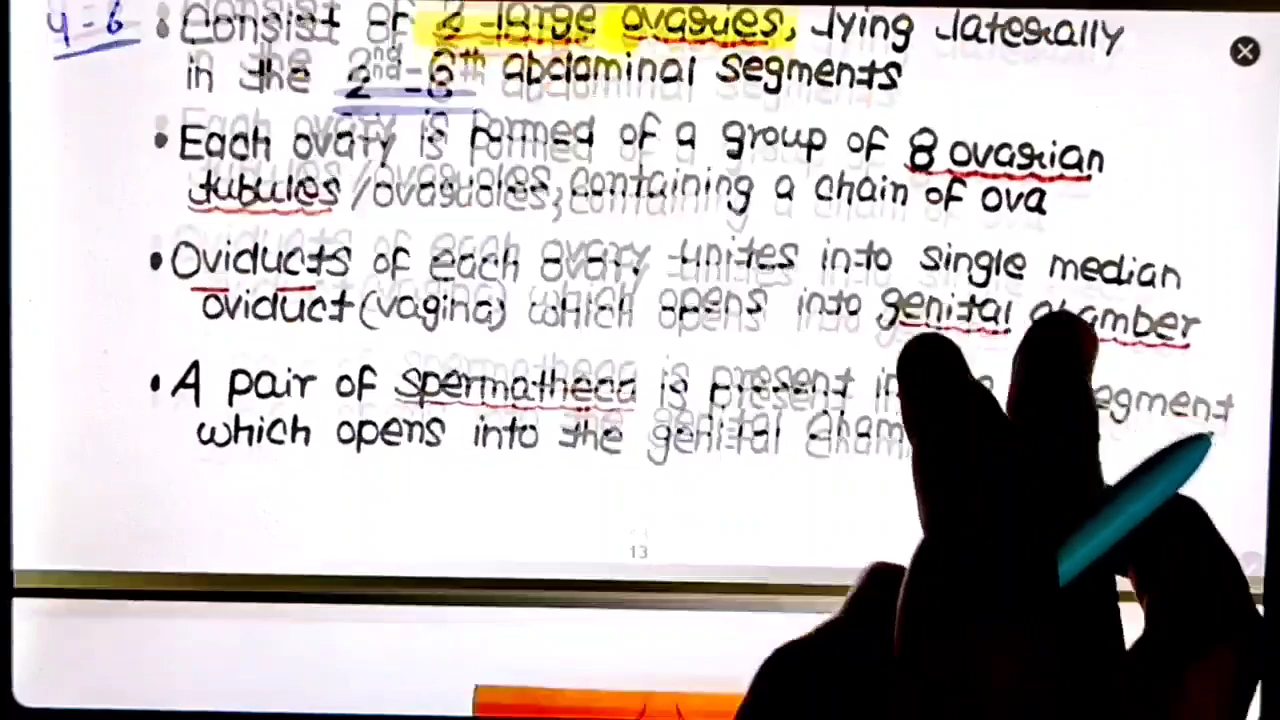 4-6 • Consist of 2 large ovaries, lying laterally
in the 2nd-6th abdominal segments
• Each ovary is formed of a group of 8 ovarian
tubules/ovarioles, containing a chain of ova
• Oviducts of each ovary unites into single median
oviduct (vagina) which opens into genital chamber
• A pair of spermatheca is present in segment
which opens into the genital
13